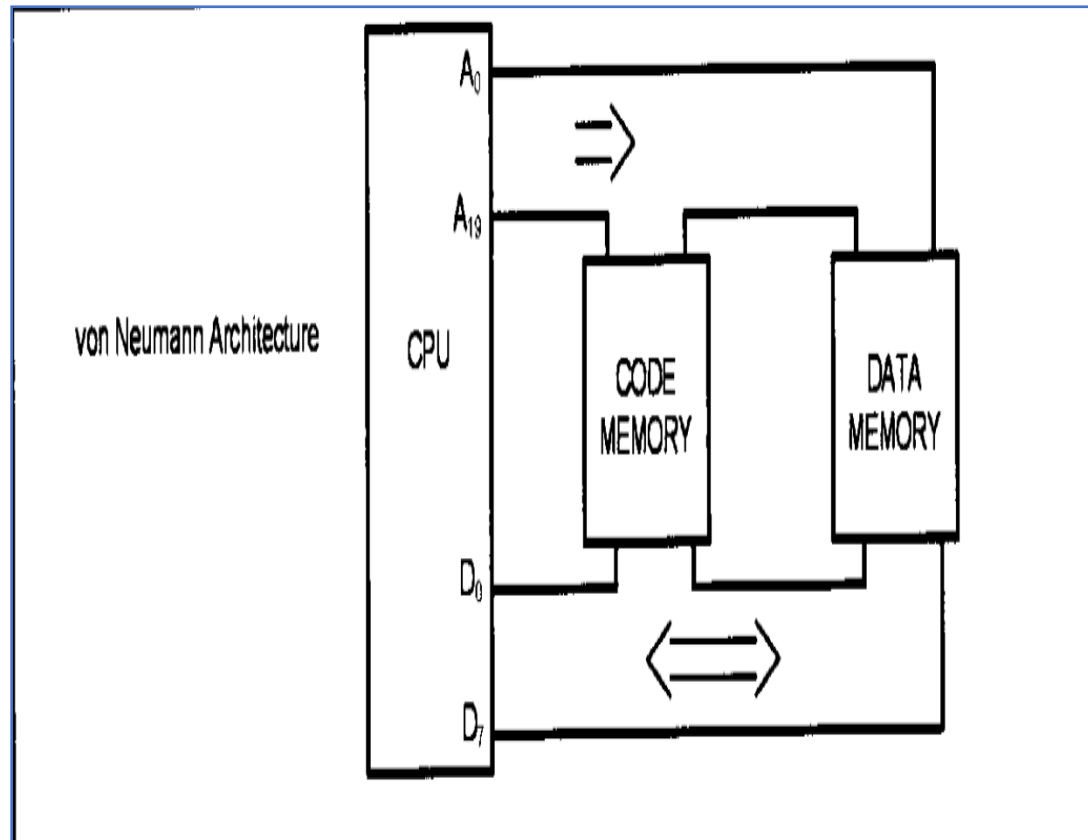 A₀
A₁₉
von Neumann Architecture
CPU
CODE
MEMORY
DATA
MEMORY
D₀
D₇